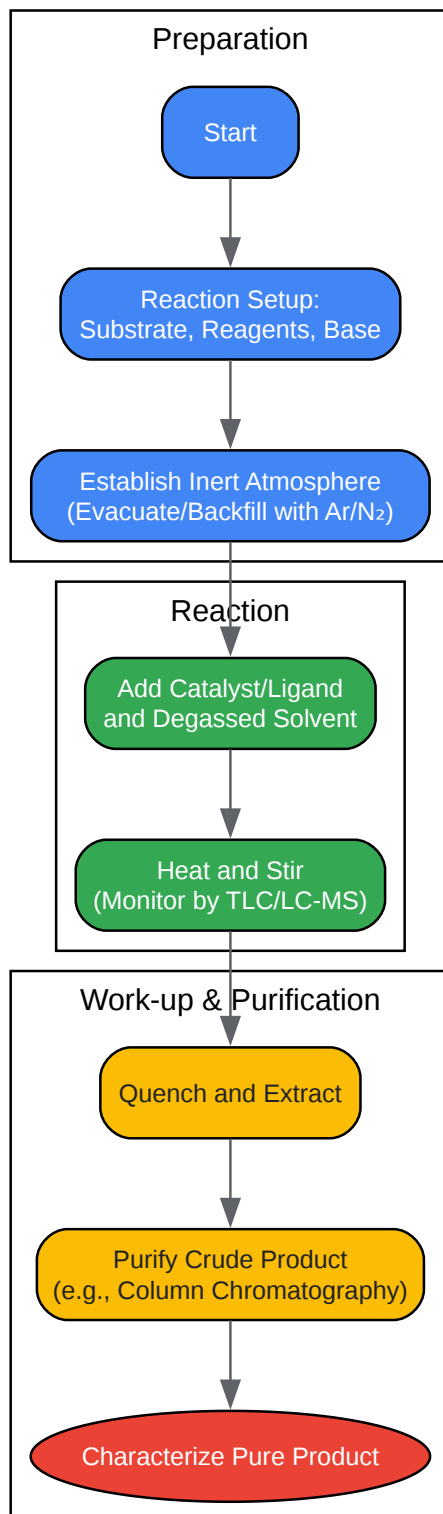 Preparation
Start
Reaction Setup:
Substrate, Reagents, Base
Establish Inert Atmosphere
(Evacuate/Backfill with Ar/N₂)
Reaction
Add Catalyst/Ligand
and Degassed Solvent
Heat and Stir
(Monitor by TLC/LC-MS)
Work-up & Purification
Quench and Extract
Purify Crude Product
(e.g., Column Chromatography)
Characterize Pure Product